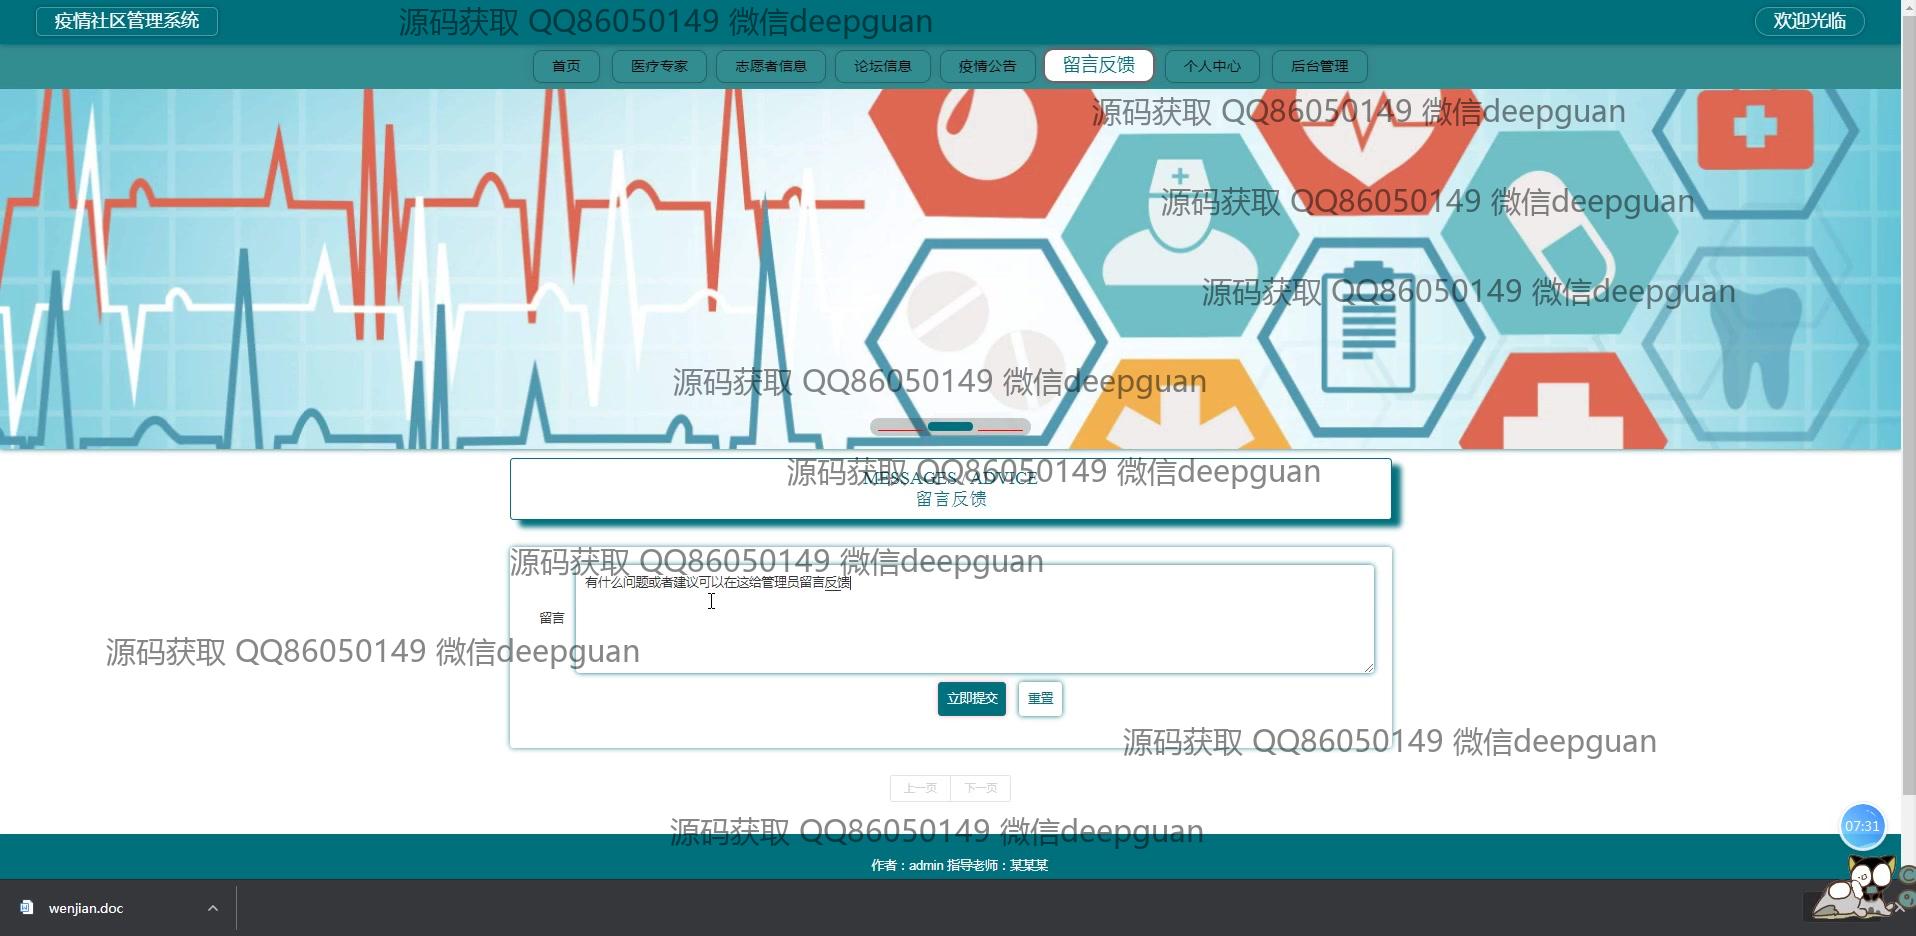 疫情社区管理系统
源码获取 QQ86050149 微信deepguan
欢迎光临
首页
医疗专家
志愿者信息
论坛信息
疫情公告
留言反馈
个人中心
后台管理
源码获取 QQ86050149 微信deepguan
源码获取 QQ86050149 微信deepguan
源码获取 QQ86050149 微信deepguan
源码获取 QQ86050149 微信deepguan
源码获取 QQ86050149 微信deepguan
MESSAGES / ADVICE
留言反馈
源码获取 QQ86050149 微信deepguan
有什么问题或者建议可以在这给管理员留言反馈
留言
源码获取 QQ86050149 微信deepguan
立即提交
重置
源码获取 QQ86050149 微信deepguan
上一页
下一页
源码获取 QQ86050149 微信deepguan
07:31
作者：admin 指导老师：某某某
wenjian.doc